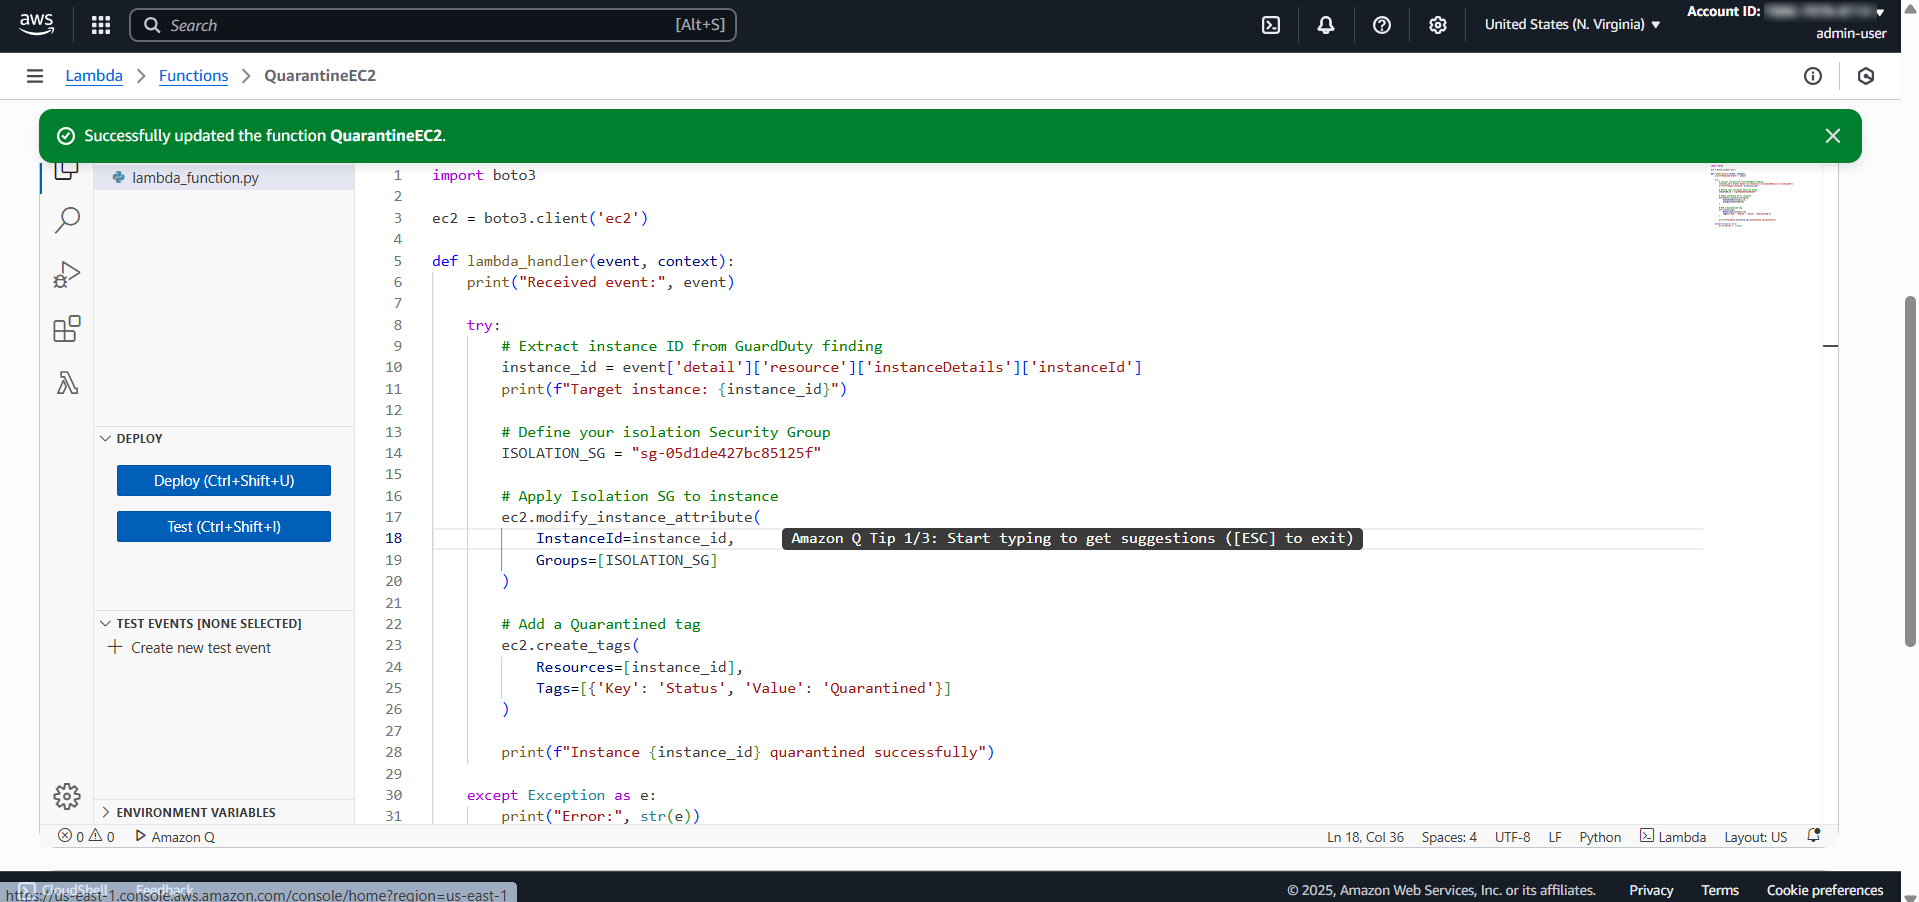 aws
Search
[Alt+S]
United States (N. Virginia)
Account ID:
admin-user
Lambda
Functions
QuarantineEC2
Successfully updated the function QuarantineEC2.
lambda_function.py
DEPLOY
Deploy (Ctrl+Shift+U)
Test (Ctrl+Shift+I)
TEST EVENTS [NONE SELECTED]
Create new test event
ENVIRONMENT VARIABLES
1 import boto3
2
3 ec2 = boto3.client('ec2')
4
5 def lambda_handler(event, context):
6 print("Received event:", event)
7
8 try:
9 # Extract instance ID from GuardDuty finding
10 instance_id = event['detail']['resource']['instanceDetails']['instanceId']
11 print(f"Target instance: {instance_id}")
12
13 # Define your isolation Security Group
14 ISOLATION_SG = "sg-05d1de427bc85125f"
15
16 # Apply Isolation SG to instance
17 ec2.modify_instance_attribute(
18 InstanceId=instance_id, Amazon Q Tip 1/3: Start typing to get suggestions ([ESC] to exit)
19 Groups=[ISOLATION_SG]
20 )
21
22 # Add a Quarantined tag
23 ec2.create_tags(
24 Resources=[instance_id],
25 Tags=[{'Key': 'Status', 'Value': 'Quarantined'}]
26 )
27
28 print(f"Instance {instance_id} quarantined successfully")
29
30 except Exception as e:
31 print("Error:", str(e))
0 0 Amazon Q
Ln 18, Col 36 Spaces: 4 UTF-8 LF Python Lambda Layout: US
CloudShell Feedback
https://us-east-1.console.aws.amazon.com/console/home?region=us-east-1
© 2025, Amazon Web Services, Inc. or its affiliates. Privacy Terms Cookie preferences